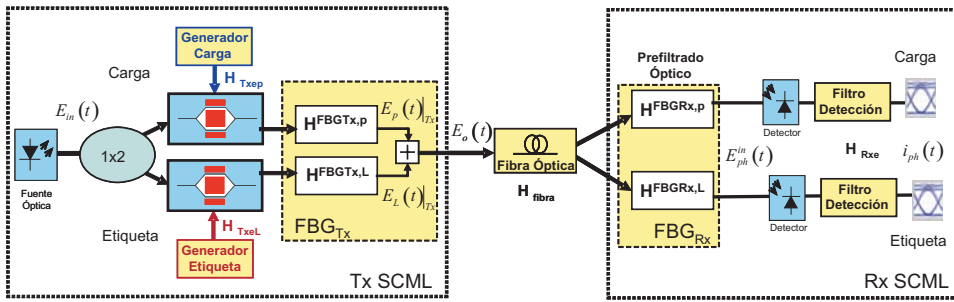 Generador
Carga
Carga
H Txep
E_in(t)
1x2
Fuente
Óptica
H^FBGTx,p
E_p(t)|_Tx
H^FBGTx,L
E_L(t)|_Tx
+
FBG_Tx
Etiqueta
H TxeL
Generador
Etiqueta
Tx SCML
E_o(t)
Fibra Óptica
H fibra
Prefiltrado
Óptico
H^FBGRx,p
H^FBGRx,L
FBG_Rx
E_ph^in(t)
Detector
Filtro
Detección
Carga
H Rxe
i_ph(t)
Detector
Filtro
Detección
Etiqueta
Rx SCML